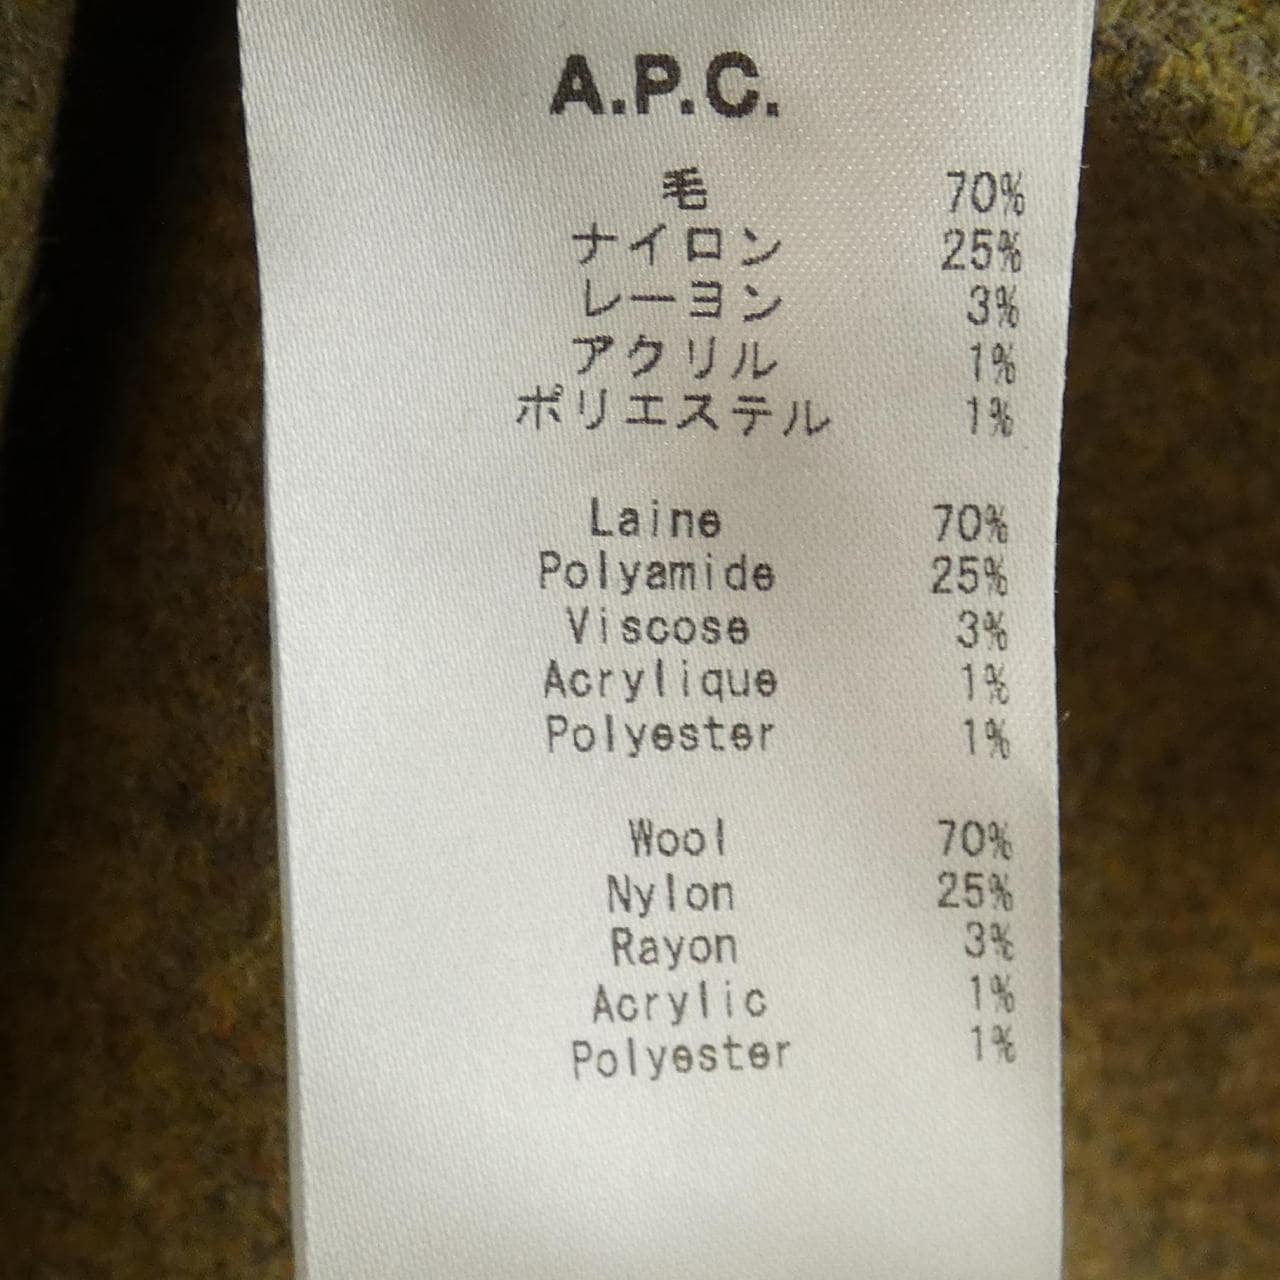 A.P.C.
毛 70%
ナイロン 25%
レーヨン 3%
アクリル 1%
ポリエステル 1%
Laine 70%
Polyamide 25%
Viscose 3%
Acrylique 1%
Polyester 1%
Wool 70%
Nylon 25%
Rayon 3%
Acrylic 1%
Polyester 1%